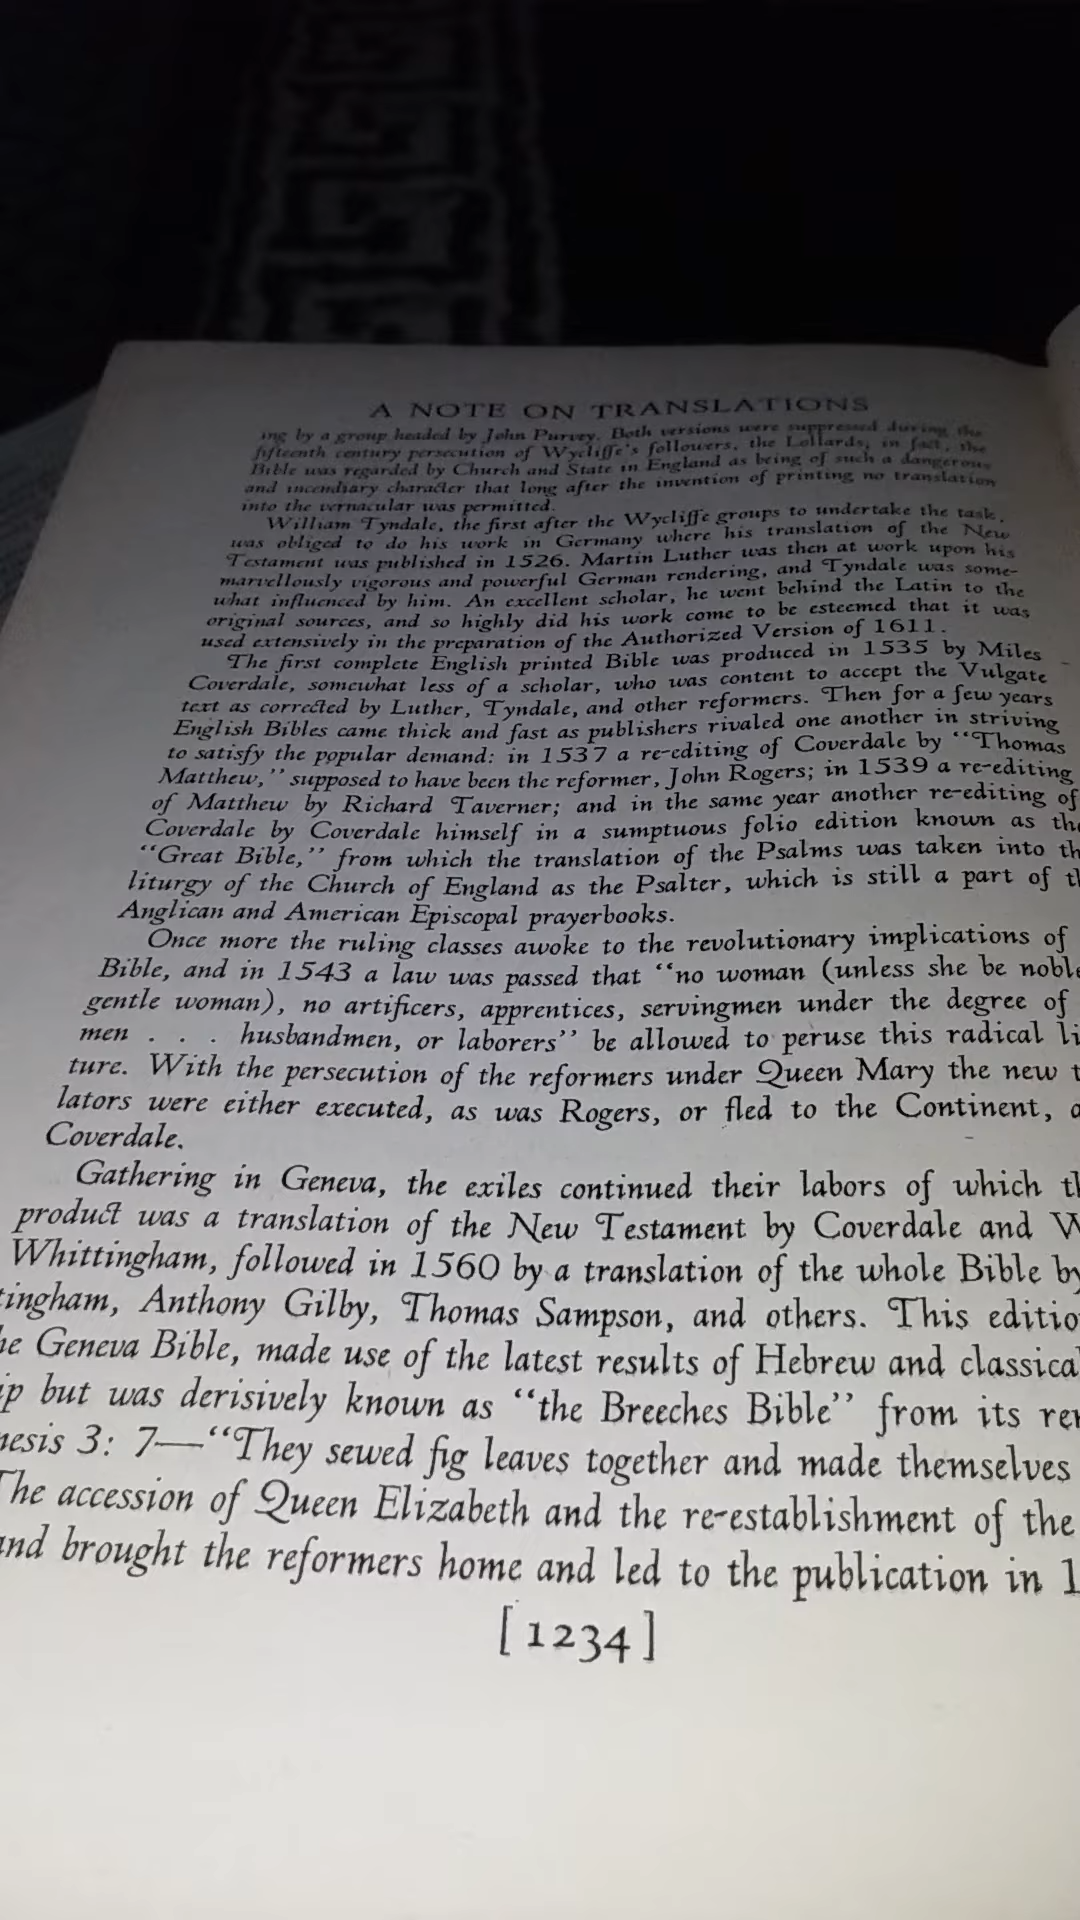 A NOTE ON TRANSLATIONS
ing by a group headed by John Purvey. Both versions were suppressed during the
fifteenth century persecution of Wycliffe's followers, the Lollards; in fact, the
Bible was regarded by Church and State in England as being of such a dangerous
and incendiary character that long after the invention of printing no translation
into the vernacular was permitted.
William Tyndale, the first after the Wycliffe groups to undertake the task,
was obliged to do his work in Germany where his translation of the New
Testament was published in 1526. Martin Luther was then at work upon his
marvellously vigorous and powerful German rendering, and Tyndale was some-
what influenced by him. An excellent scholar, he went behind the Latin to the
original sources, and so highly did his work come to be esteemed that it was
used extensively in the preparation of the Authorized Version of 1611.
The first complete English printed Bible was produced in 1535 by Miles
Coverdale, somewhat less of a scholar, who was content to accept the Vulgate
text as corrected by Luther, Tyndale, and other reformers. Then for a few years
English Bibles came thick and fast as publishers rivaled one another in striving
to satisfy the popular demand: in 1537 a re-editing of Coverdale by "Thomas
Matthew," supposed to have been the reformer, John Rogers; in 1539 a re-editing
of Matthew by Richard Taverner; and in the same year another re-editing of
Coverdale by Coverdale himself in a sumptuous folio edition known as the
"Great Bible," from which the translation of the Psalms was taken into th
liturgy of the Church of England as the Psalter, which is still a part of t
Anglican and American Episcopal prayerbooks.
Once more the ruling classes awoke to the revolutionary implications of
Bible, and in 1543 a law was passed that "no woman (unless she be noble
gentle woman), no artificers, apprentices, servingmen under the degree of
men . . . husbandmen, or laborers" be allowed to peruse this radical li
ture. With the persecution of the reformers under Queen Mary the new t
lators were either executed, as was Rogers, or fled to the Continent, a
Coverdale.
Gathering in Geneva, the exiles continued their labors of which t
product was a translation of the New Testament by Coverdale and W
Whittingham, followed in 1560 by a translation of the whole Bible by
tingham, Anthony Gilby, Thomas Sampson, and others. This editio
he Geneva Bible, made use of the latest results of Hebrew and classica
ip but was derisively known as "the Breeches Bible" from its ren
nesis 3: 7—"They sewed fig leaves together and made themselves
The accession of Queen Elizabeth and the re-establishment of the
and brought the reformers home and led to the publication in 1
[1234]